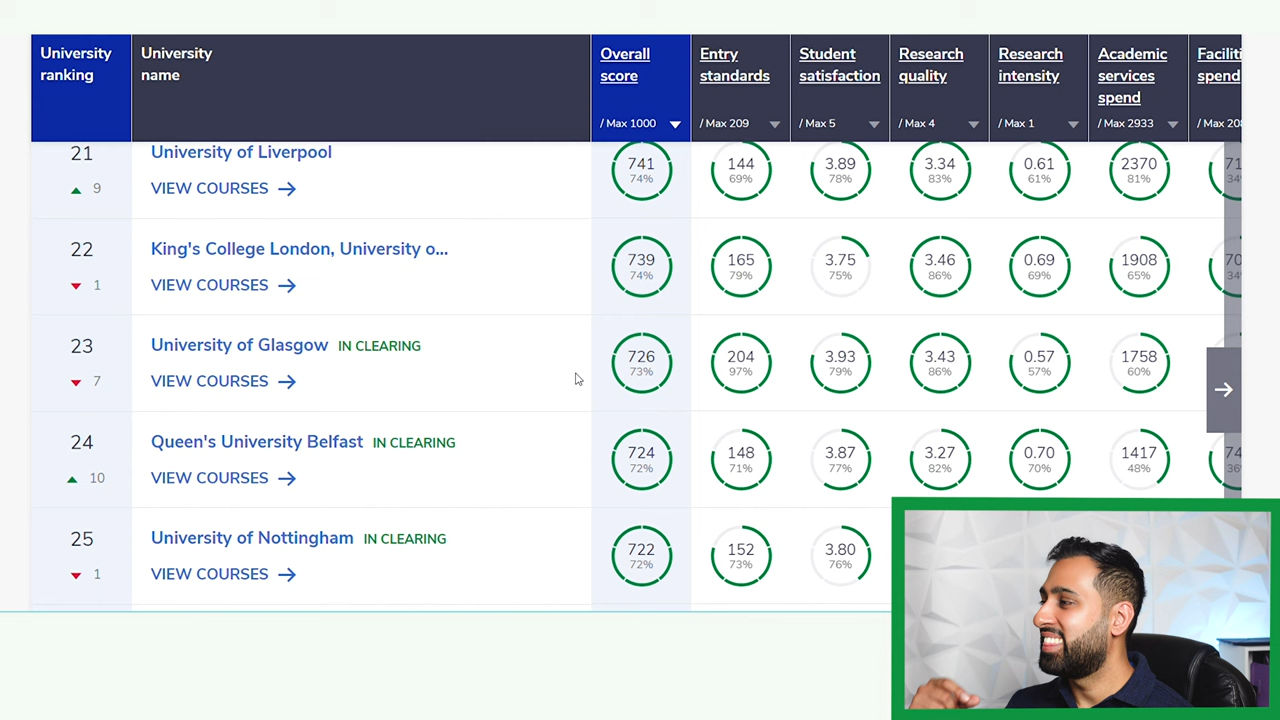 University ranking
University name
Overall score
/ Max 1000
Entry standards
/ Max 209
Student satisfaction
/ Max 5
Research quality
/ Max 4
Research intensity
/ Max 1
Academic services spend
/ Max 2933
spend
21
9
University of Liverpool
VIEW COURSES
741
74%
144
69%
3.89
78%
3.34
83%
0.61
61%
2370
81%
22
1
King's College London, University o...
VIEW COURSES
739
74%
165
79%
3.75
75%
3.46
86%
0.69
69%
1908
65%
23
7
University of Glasgow IN CLEARING
VIEW COURSES
726
73%
204
97%
3.93
79%
3.43
86%
0.57
57%
1758
60%
24
10
Queen's University Belfast IN CLEARING
VIEW COURSES
724
72%
148
71%
3.87
77%
3.27
82%
0.70
70%
1417
48%
25
1
University of Nottingham IN CLEARING
VIEW COURSES
722
72%
152
73%
3.80
76%